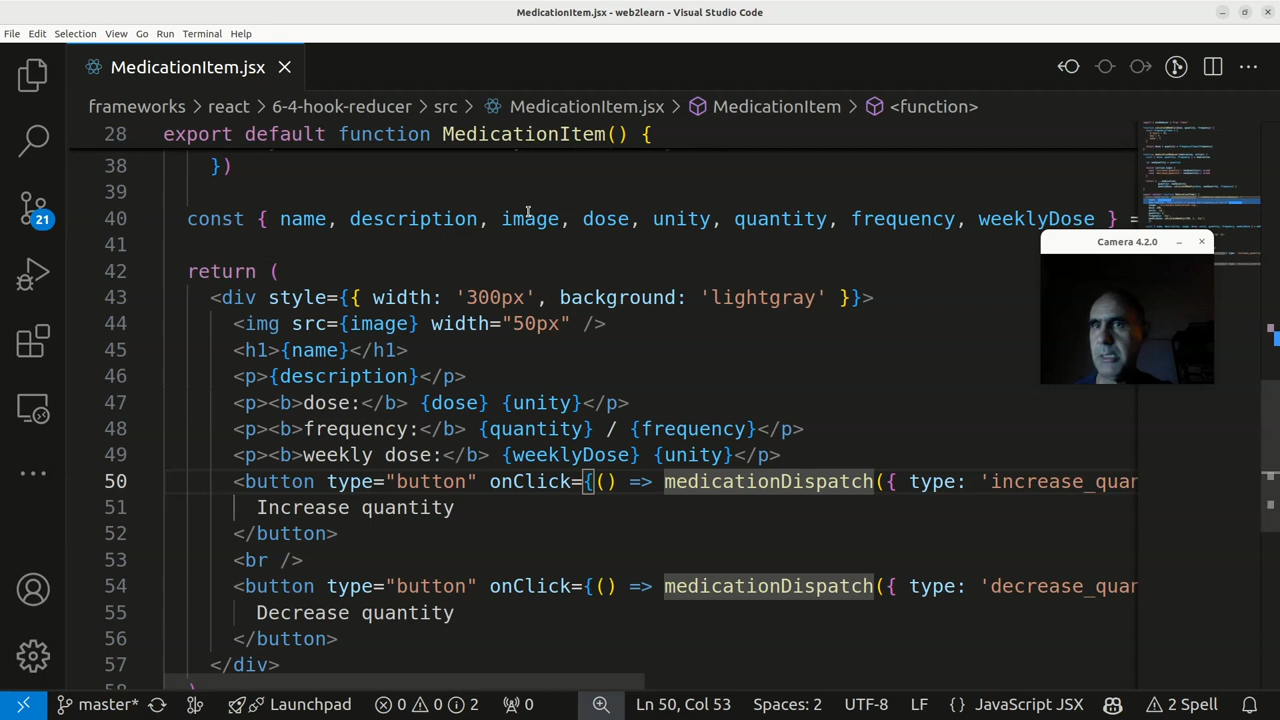 MedicationItem.jsx - web2learn - Visual Studio Code
File Edit Selection View Go Run Terminal Help
MedicationItem.jsx
frameworks > react > 6-4-hook-reducer > src > MedicationItem.jsx > MedicationItem > <function>
28 export default function MedicationItem() {
38 })
39
40 const { name, description, image, dose, unity, quantity, frequency, weeklyDose } =
41
Camera 4.2.0
42 return (
43 <div style={{ width: '300px', background: 'lightgray' }}>
44 <img src={image} width="50px" />
45 <h1>{name}</h1>
46 <p>{description}</p>
47 <p><b>dose:</b> {dose} {unity}</p>
48 <p><b>frequency:</b> {quantity} / {frequency}</p>
49 <p><b>weekly dose:</b> {weeklyDose} {unity}</p>
50 <button type="button" onClick={() => medicationDispatch({ type: 'increase_quan
51 Increase quantity
52 </button>
53 <br />
54 <button type="button" onClick={() => medicationDispatch({ type: 'decrease_quan
55 Decrease quantity
56 </button>
57 </div>
58 )
21
master* Launchpad 0 0 2 0 Ln 50, Col 53 Spaces: 2 UTF-8 LF {} JavaScript JSX 2 Spell